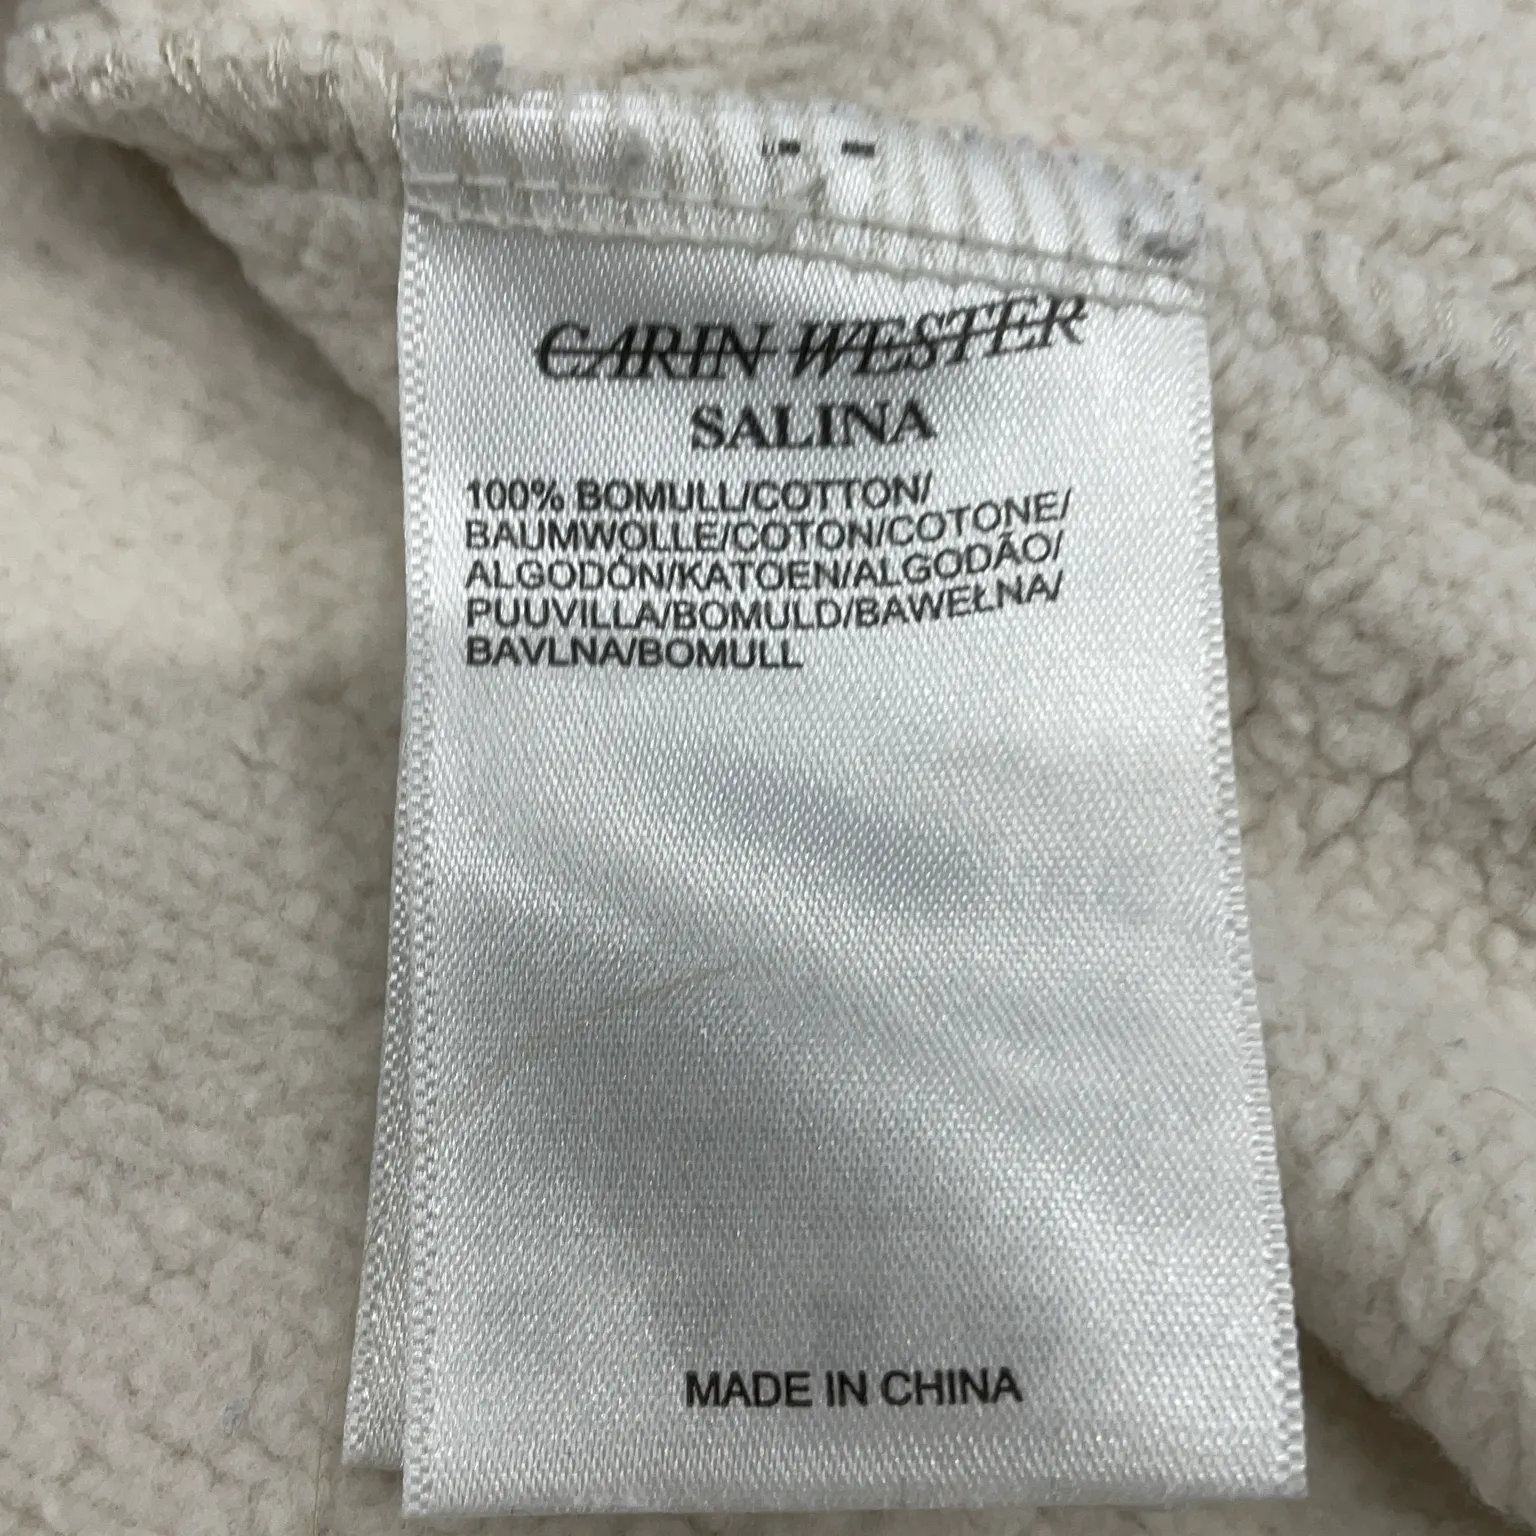 CARIN WESTER
SALINA
100% BOMULL/COTTON/
BAUMWOLLE/COTON/COTONE/
ALGODÓN/KATOEN/ALGODÃO/
PUUVILLA/BOMULD/BAWEŁNA/
BAVLNA/BOMULL
MADE IN CHINA